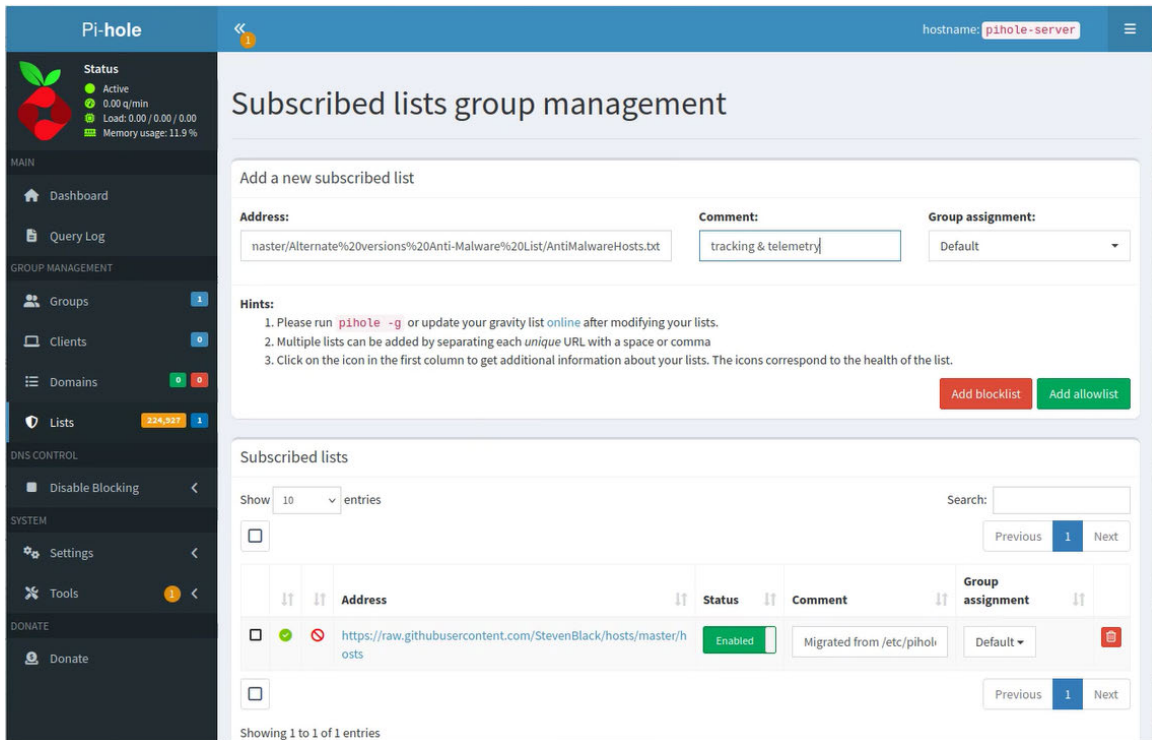 Pi-hole
1
hostname: pihole-server
Status
Active
0.00 q/min
Load: 0.00 / 0.00 / 0.00
Memory usage: 11.9 %
MAIN
Dashboard
Query Log
GROUP MANAGEMENT
Groups 1
Clients 0
Domains 0 0
Lists 224,927 1
DNS CONTROL
Disable Blocking
SYSTEM
Settings
Tools 1
DONATE
Donate
Subscribed lists group management
Add a new subscribed list
Address: Comment: Group assignment:
naster/Alternate%20versions%20Anti-Malware%20List/AntiMalwareHosts.txt tracking & telemetry Default
Hints:
1. Please run pihole -g or update your gravity list online after modifying your lists.
2. Multiple lists can be added by separating each unique URL with a space or comma
3. Click on the icon in the first column to get additional information about your lists. The icons correspond to the health of the list.
Add blocklist Add allowlist
Subscribed lists
Show 10 entries Search:
Previous 1 Next
Address Status Comment Group
assignment
https://raw.githubusercontent.com/StevenBlack/hosts/master/h Enabled Migrated from /etc/pihole Default
osts
Previous 1 Next
Showing 1 to 1 of 1 entries